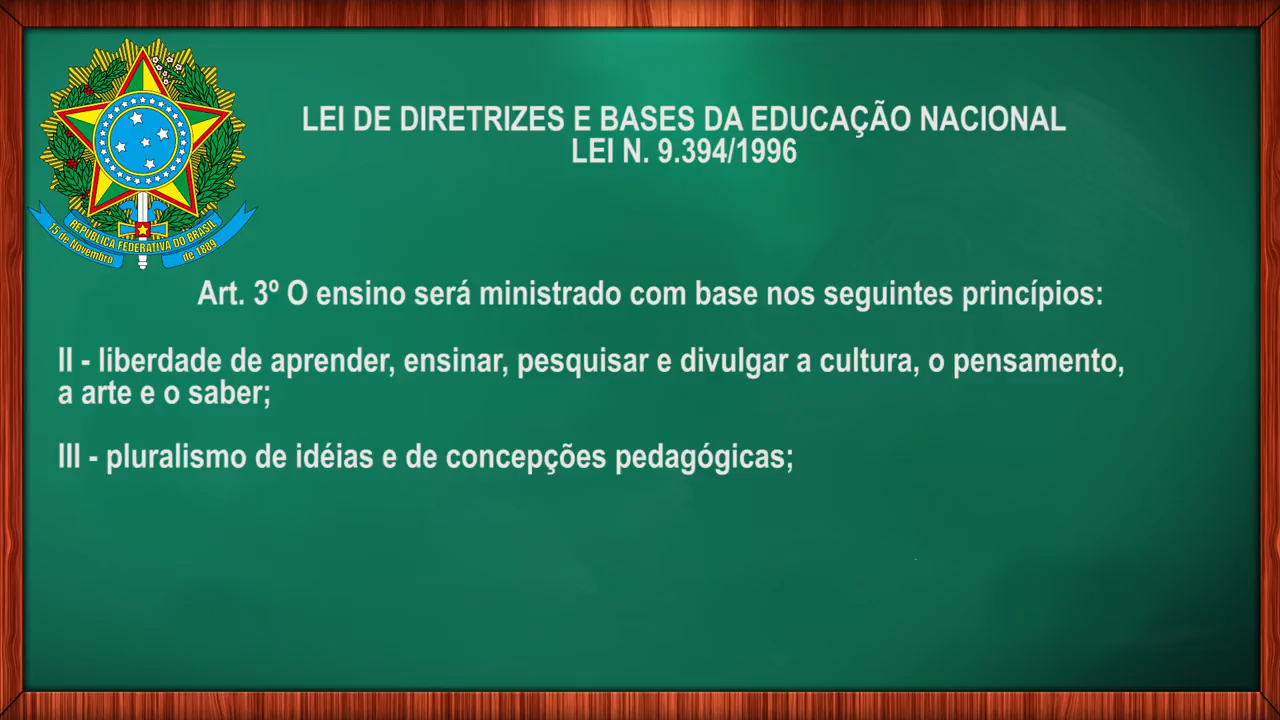 LEI DE DIRETRIZES E BASES DA EDUCAÇÃO NACIONAL
LEI N. 9.394/1996
REPÚBLICA FEDERATIVA DO BRASIL
15 de Novembro
de 1889
Art. 3º O ensino será ministrado com base nos seguintes princípios:
II - liberdade de aprender, ensinar, pesquisar e divulgar a cultura, o pensamento,
a arte e o saber;
III - pluralismo de idéias e de concepções pedagógicas;